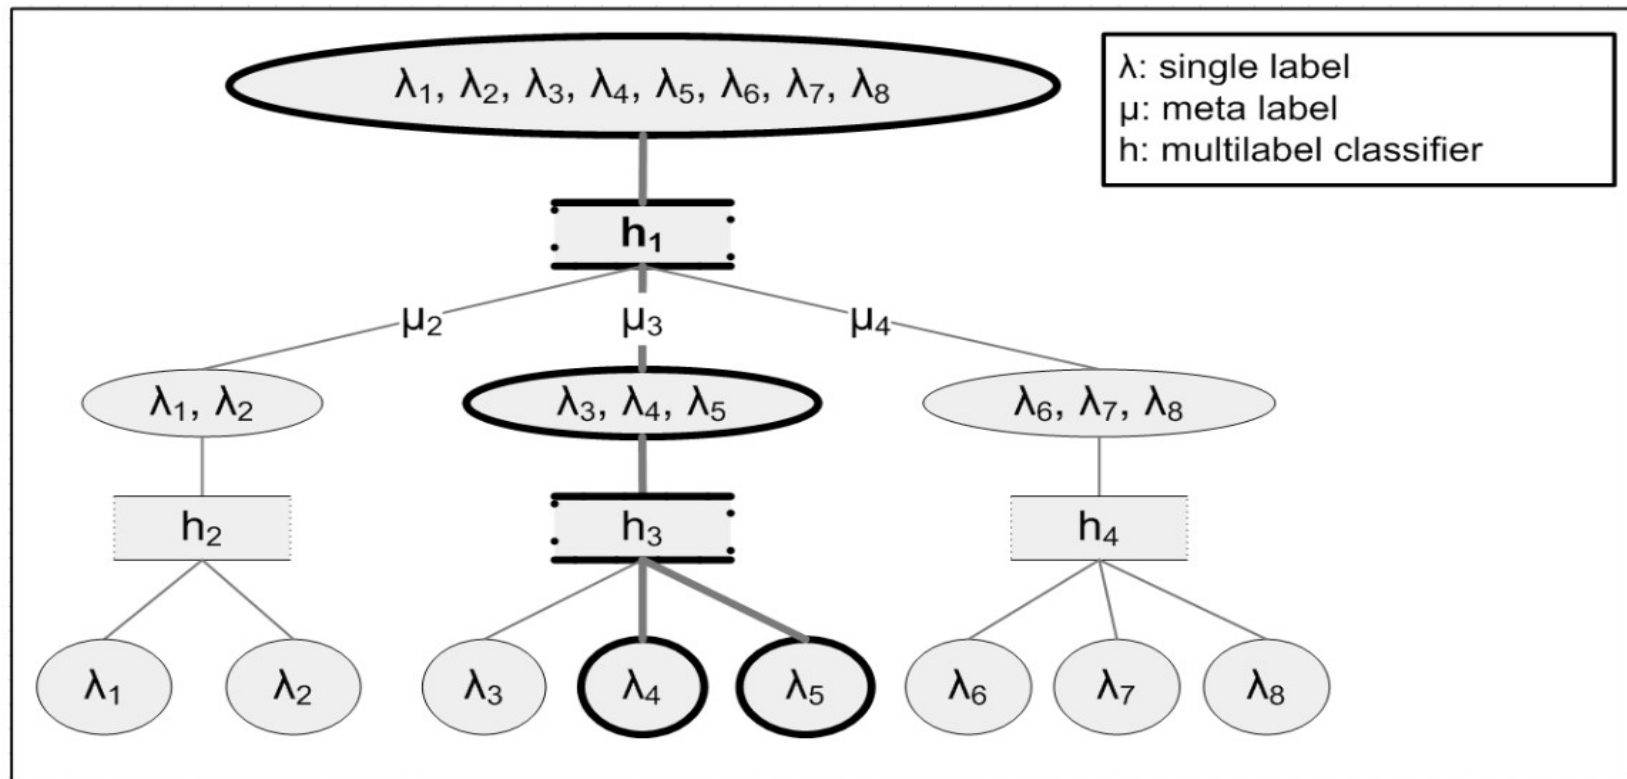 λ₁, λ₂, λ₃, λ₄, λ₅, λ₆, λ₇, λ₈
λ: single label
μ: meta label
h: multilabel classifier
h₁
μ₂ μ₃ μ₄
λ₁, λ₂ λ₃, λ₄, λ₅ λ₆, λ₇, λ₈
h₂ h₃ h₄
λ₁ λ₂ λ₃ λ₄ λ₅ λ₆ λ₇ λ₈